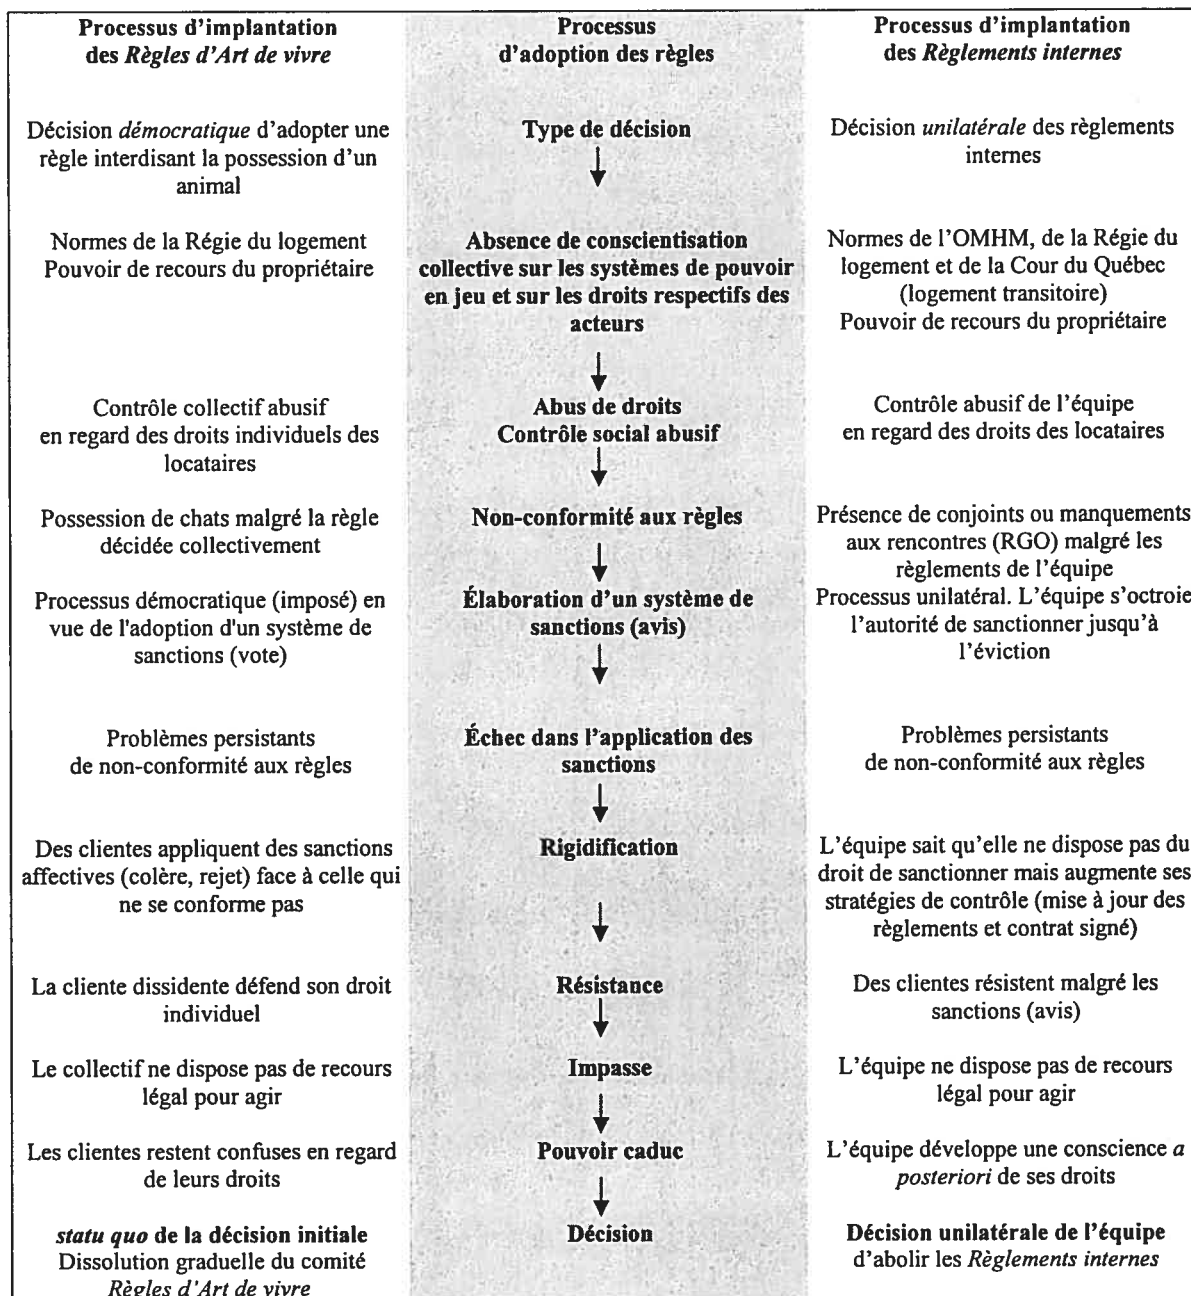 Processus d'implantation
des Règles d'Art de vivre
Processus
d'adoption des règles
Processus d'implantation
des Règlements internes
Décision démocratique d'adopter une
règle interdisant la possession d'un
animal
Type de décision
Décision unilatérale des règlements
internes
Normes de la Régie du logement
Pouvoir de recours du propriétaire
Absence de conscientisation
collective sur les systèmes de pouvoir
en jeu et sur les droits respectifs des
acteurs
Normes de l'OMHM, de la Régie du
logement et de la Cour du Québec
(logement transitoire)
Pouvoir de recours du propriétaire
Contrôle collectif abusif
en regard des droits individuels des
locataires
Abus de droits
Contrôle social abusif
Contrôle abusif de l'équipe
en regard des droits des locataires
Possession de chats malgré la règle
décidée collectivement
Non-conformité aux règles
Présence de conjoints ou manquements
aux rencontres (RGO) malgré les
règlements de l'équipe
Processus démocratique (imposé) en
vue de l'adoption d'un système de
sanctions (vote)
Élaboration d'un système de
sanctions (avis)
Processus unilatéral. L'équipe s'octroie
l'autorité de sanctionner jusqu'à
l'éviction
Problèmes persistants
de non-conformité aux règles
Échec dans l'application des
sanctions
Problèmes persistants
de non-conformité aux règles
Des clientes appliquent des sanctions
affectives (colère, rejet) face à celle qui
ne se conforme pas
Rigidification
L'équipe sait qu'elle ne dispose pas du
droit de sanctionner mais augmente ses
stratégies de contrôle (mise à jour des
règlements et contrat signé)
La cliente dissidente défend son droit
individuel
Résistance
Des clientes résistent malgré les
sanctions (avis)
Le collectif ne dispose pas de recours
légal pour agir
Impasse
L'équipe ne dispose pas de recours
légal pour agir
Les clientes restent confuses en regard
de leurs droits
Pouvoir caduc
L'équipe développe une conscience a
posteriori de ses droits
statu quo de la décision initiale
Dissolution graduelle du comité
Règles d'Art de vivre
Décision
Décision unilatérale de l'équipe
d'abolir les Règlements internes